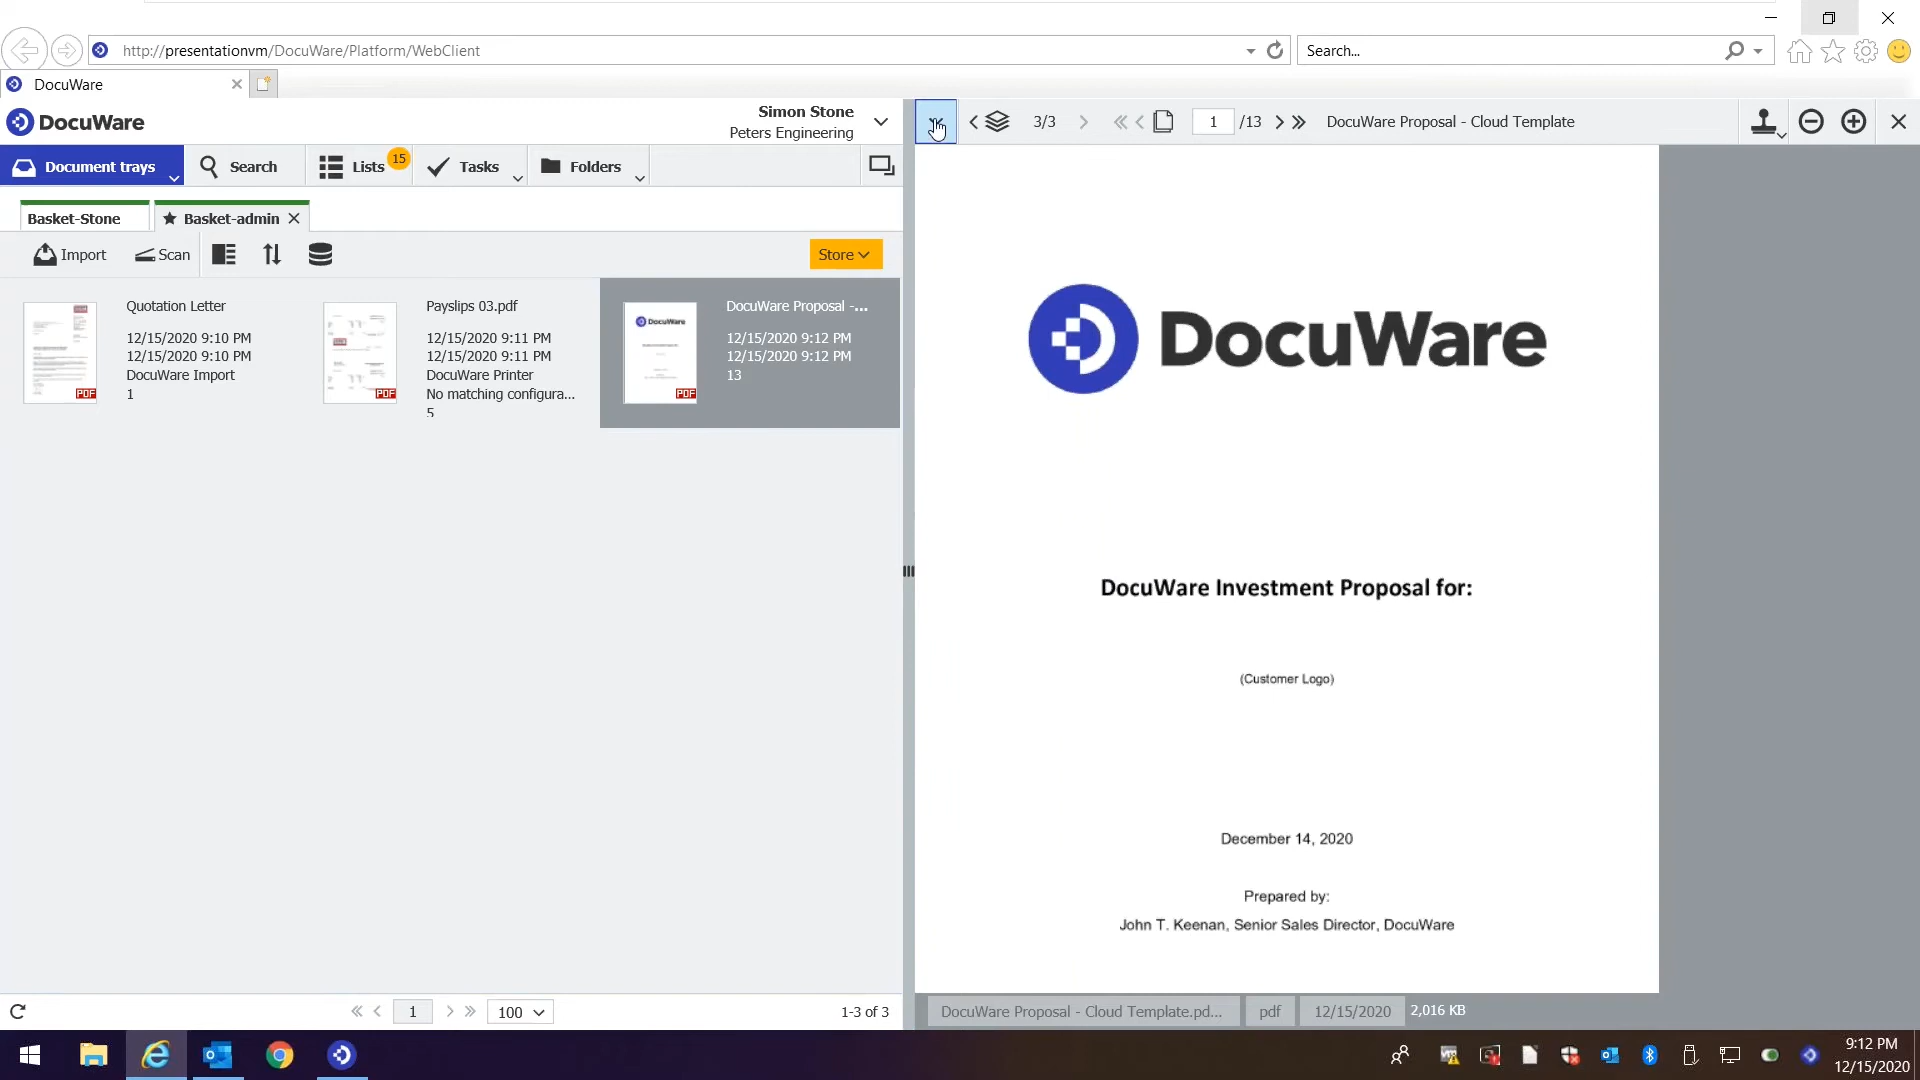 http://presentationvm/DocuWare/Platform/WebClient
Search...
DocuWare
DocuWare
Simon Stone
Peters Engineering
3/3
1 /13
DocuWare Proposal - Cloud Template
Document trays
Search
Lists 15
Tasks
Folders
Basket-Stone
Basket-admin
Import
Scan
Store
Quotation Letter
12/15/2020 9:10 PM
12/15/2020 9:10 PM
DocuWare Import
1
PDF
Payslips 03.pdf
12/15/2020 9:11 PM
12/15/2020 9:11 PM
DocuWare Printer
No matching configura...
5
PDF
DocuWare Proposal -...
12/15/2020 9:12 PM
12/15/2020 9:12 PM
13
DocuWare
PDF
DocuWare
DocuWare Investment Proposal for:
(Customer Logo)
December 14, 2020
Prepared by:
John T. Keenan, Senior Sales Director, DocuWare
1
100
1-3 of 3
DocuWare Proposal - Cloud Template.pd...
pdf
12/15/2020
2,016 KB
9:12 PM
12/15/2020